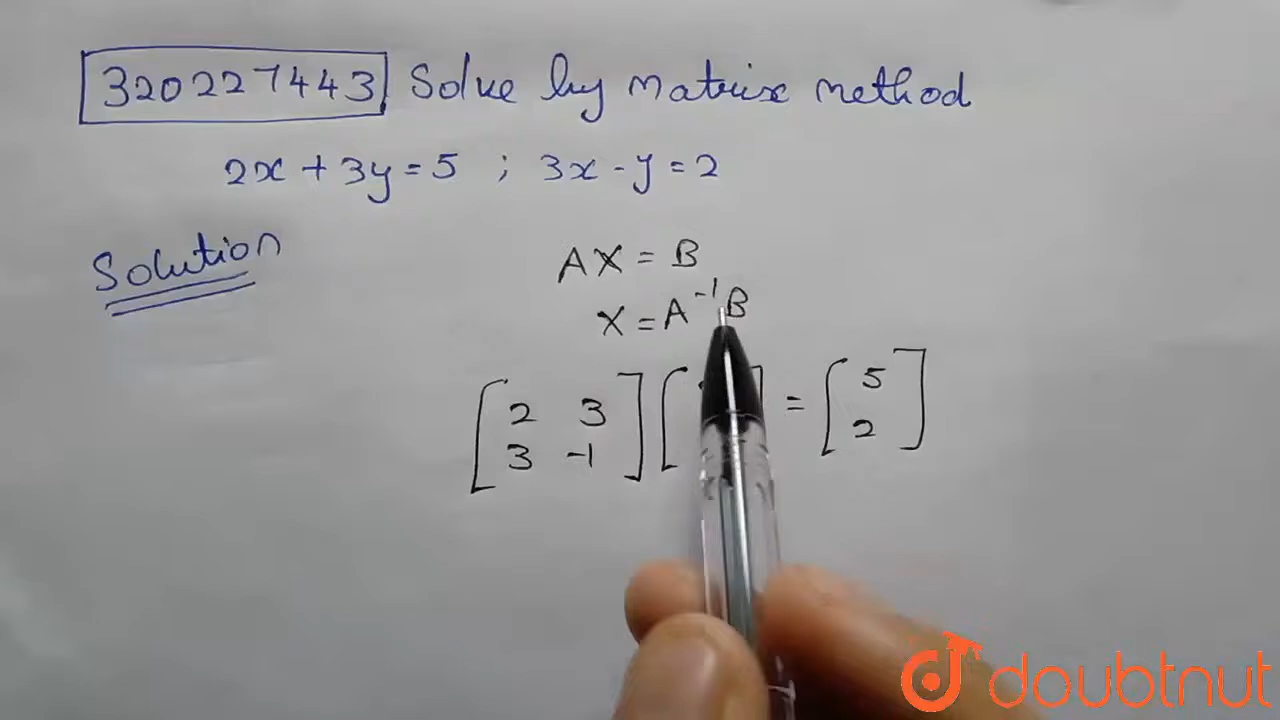 320227443 Solve by Matrix method
2x + 3y = 5 ; 3x - y = 2
Solution
AX = B
X = A⁻¹B
[2 3
3 -1] [ ] = [5
2]
doubtnut